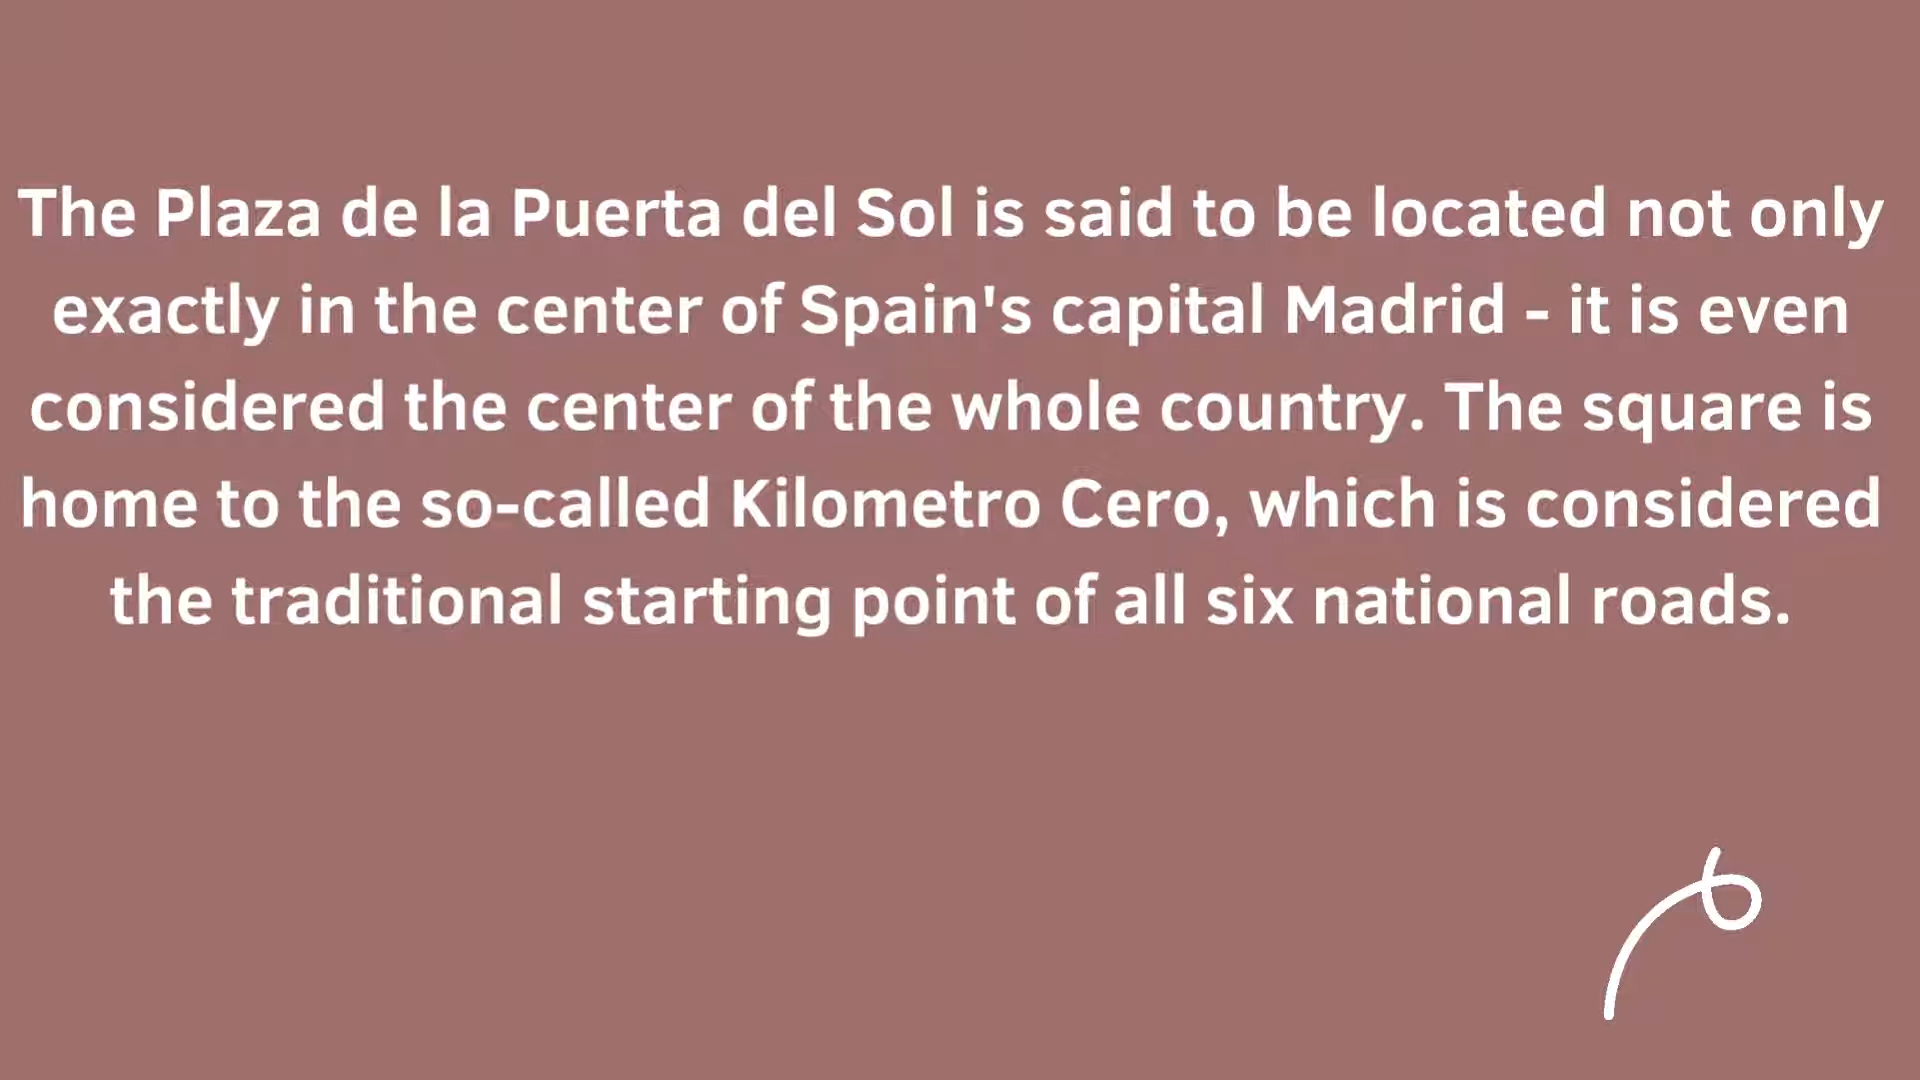 The Plaza de la Puerta del Sol is said to be located not only
exactly in the center of Spain's capital Madrid - it is even
considered the center of the whole country. The square is
home to the so-called Kilometro Cero, which is considered
the traditional starting point of all six national roads.